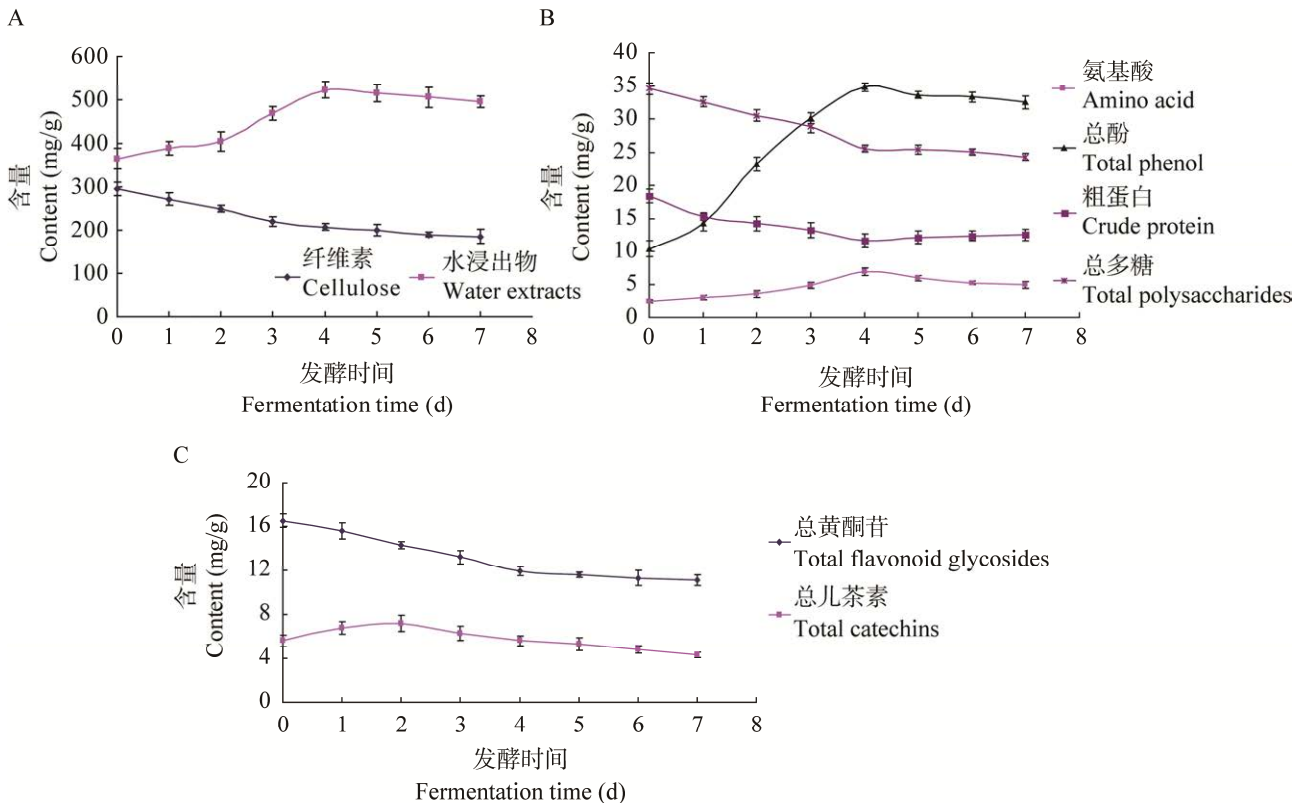 A
600
500
400
300
200
100
0
含量
Content (mg/g)
纤维素
Cellulose
水浸出物
Water extracts
0 1 2 3 4 5 6 7 8
发酵时间
Fermentation time (d)
B
40
35
30
25
20
15
10
5
0
含量
Content (mg/g)
0 1 2 3 4 5 6 7 8
发酵时间
Fermentation time (d)
氨基酸
Amino acid
总酚
Total phenol
粗蛋白
Crude protein
总多糖
Total polysaccharides
C
20
16
12
8
4
0
含量
Content (mg/g)
0 1 2 3 4 5 6 7 8
发酵时间
Fermentation time (d)
总黄酮苷
Total flavonoid glycosides
总儿茶素
Total catechins